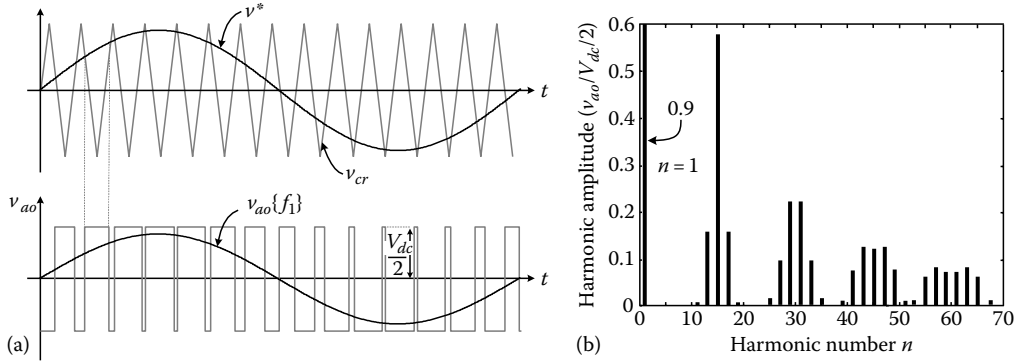 v*
t
v_cr
v_ao
v_ao{f_1}
V_dc
2
t
(a)
Harmonic amplitude (v_ao/V_dc/2)
0.6
0.5
0.4
0.3
0.2
0.1
0
0.9
n = 1
0
10
20
30
40
50
60
70
Harmonic number n
(b)